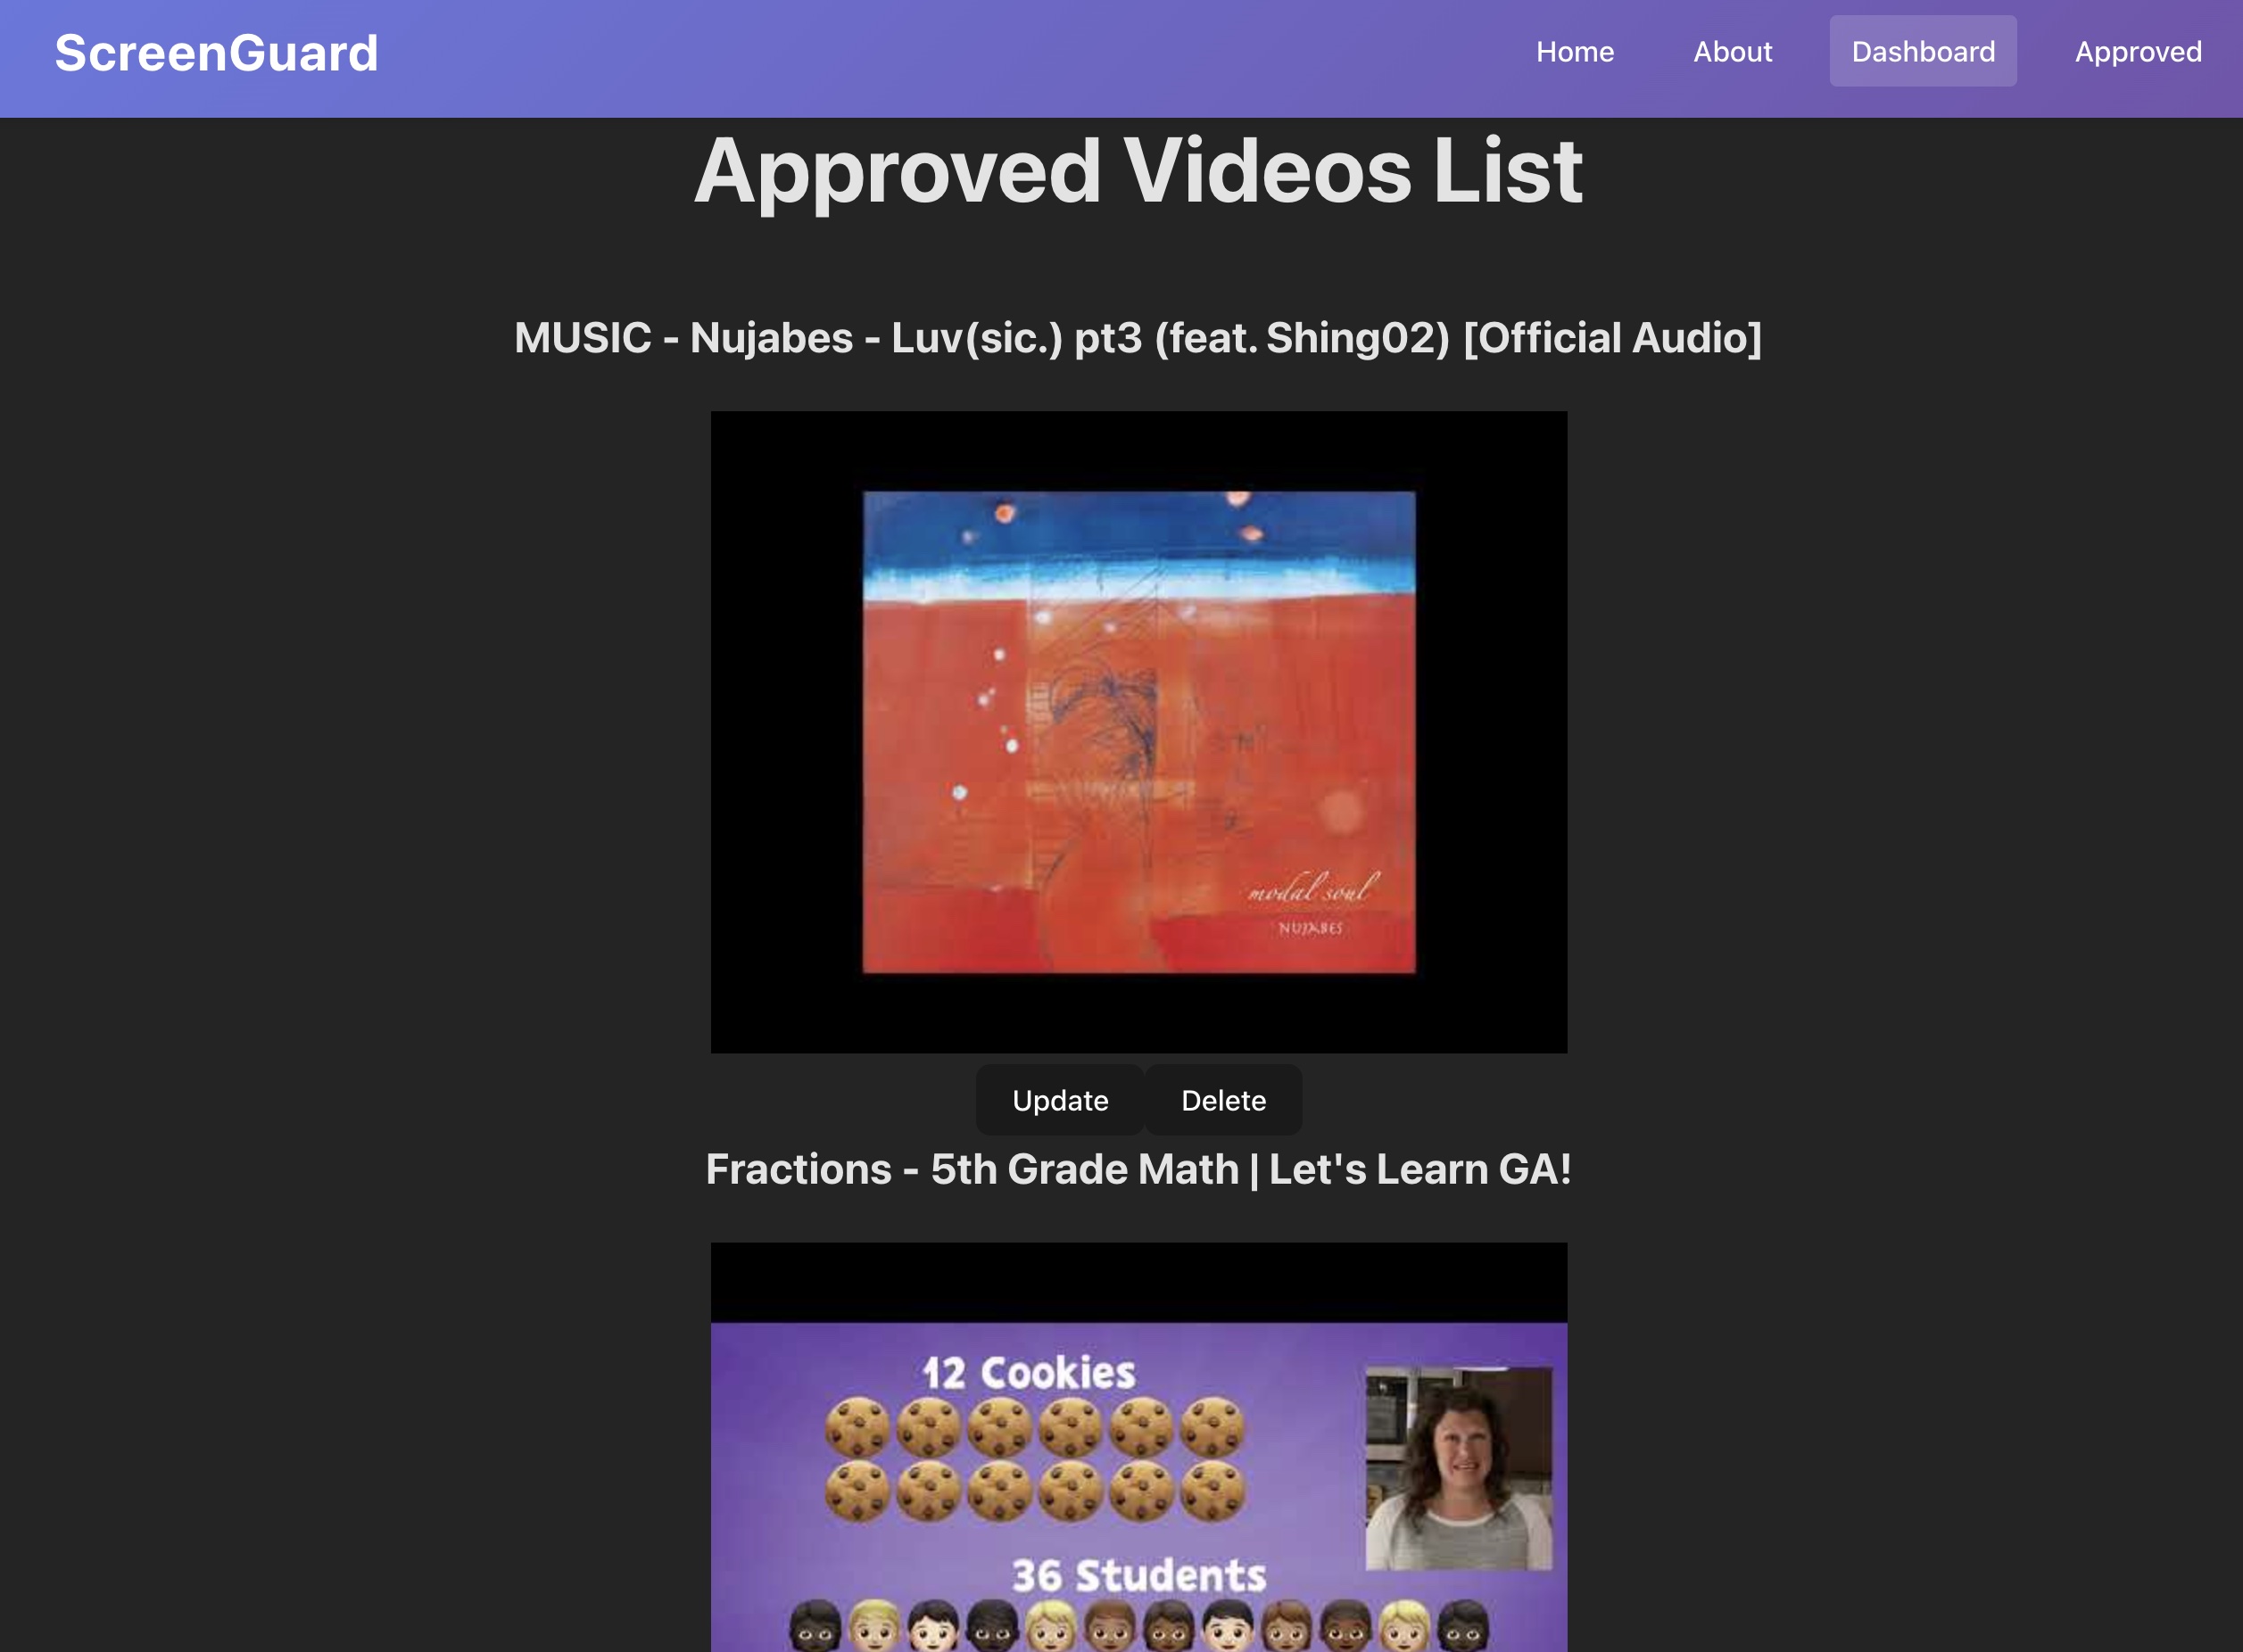 ScreenGuard
Home About Dashboard Approved
Approved Videos List
MUSIC - Nujabes - Luv(sic.) pt3 (feat. Shing02) [Official Audio]
modal soul
NUJABES
Update Delete
Fractions - 5th Grade Math | Let's Learn GA!
12 Cookies
36 Students